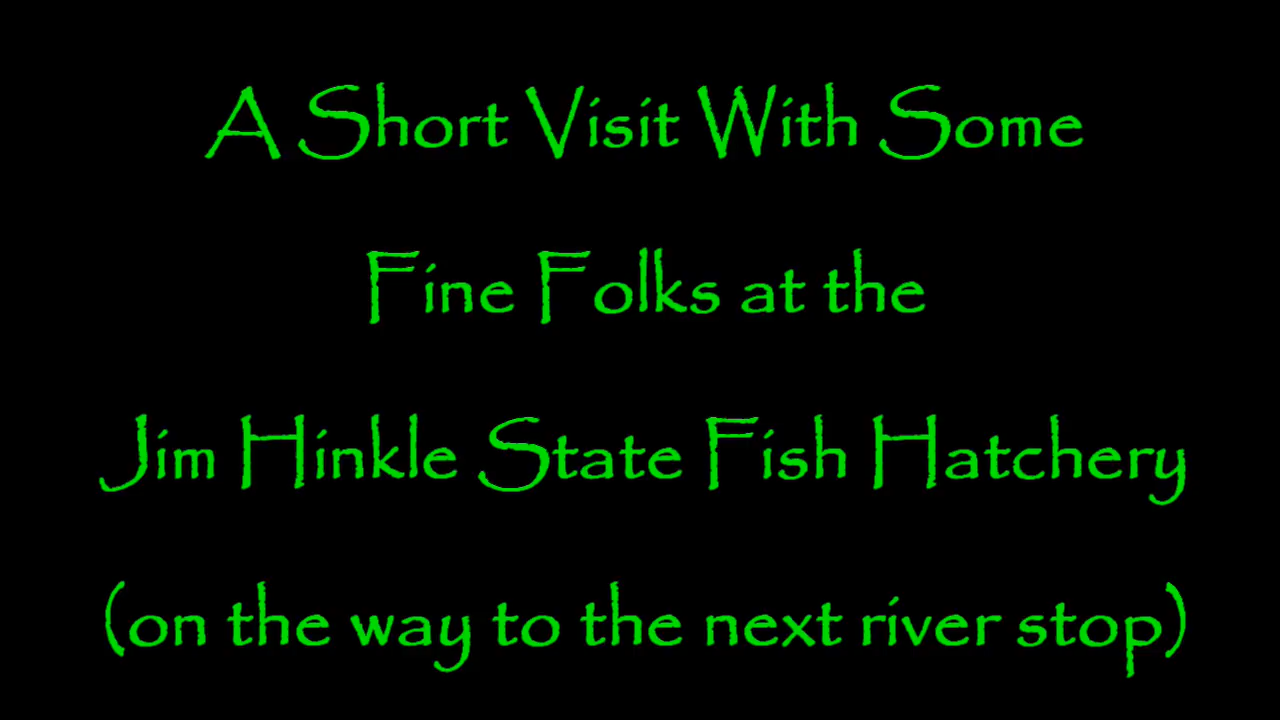 A Short Visit With Some
Fine Folks at the
Jim Hinkle State Fish Hatchery
(on the way to the next river stop)